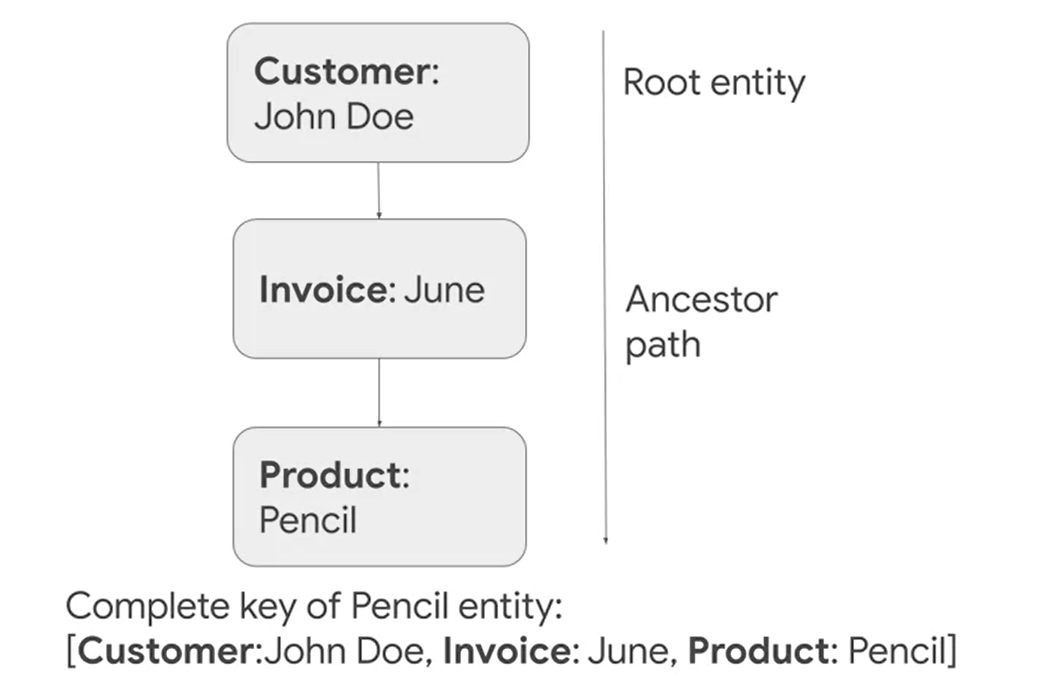 Customer:
John Doe
Root entity
Invoice: June
Ancestor
path
Product:
Pencil
Complete key of Pencil entity:
[Customer:John Doe, Invoice: June, Product: Pencil]